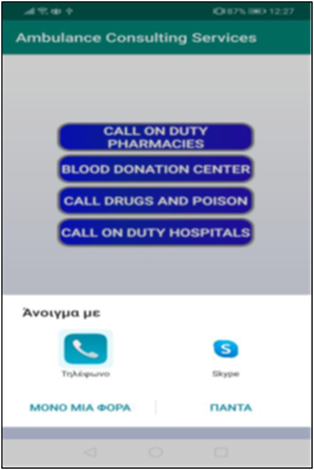 87% 12:27
Ambulance Consulting Services
CALL ON DUTY
PHARMACIES
BLOOD DONATION CENTER
CALL DRUGS AND POISON
CALL ON DUTY HOSPITALS
Άνοιγμα με
Τηλέφωνο
Skype
ΜΟΝΟ ΜΙΑ ΦΟΡΑ
ΠΑΝΤΑ